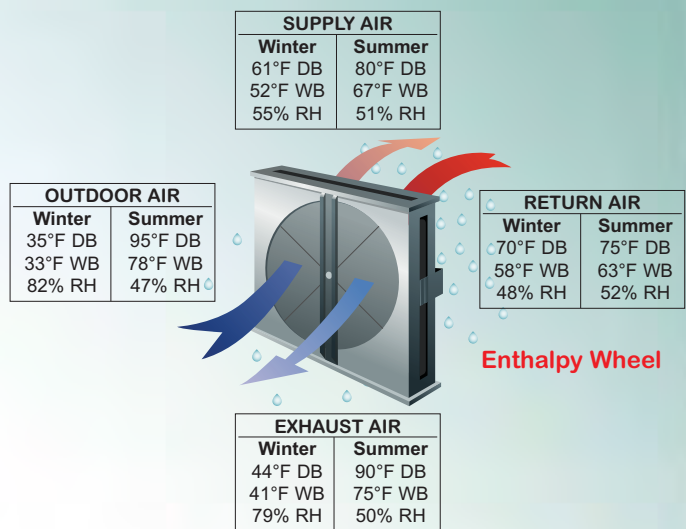 SUPPLY AIR
Winter Summer
61°F DB 80°F DB
52°F WB 67°F WB
55% RH 51% RH
OUTDOOR AIR
Winter Summer
35°F DB 95°F DB
33°F WB 78°F WB
82% RH 47% RH
RETURN AIR
Winter Summer
70°F DB 75°F DB
58°F WB 63°F WB
48% RH 52% RH
Enthalpy Wheel
EXHAUST AIR
Winter Summer
44°F DB 90°F DB
41°F WB 75°F WB
79% RH 50% RH